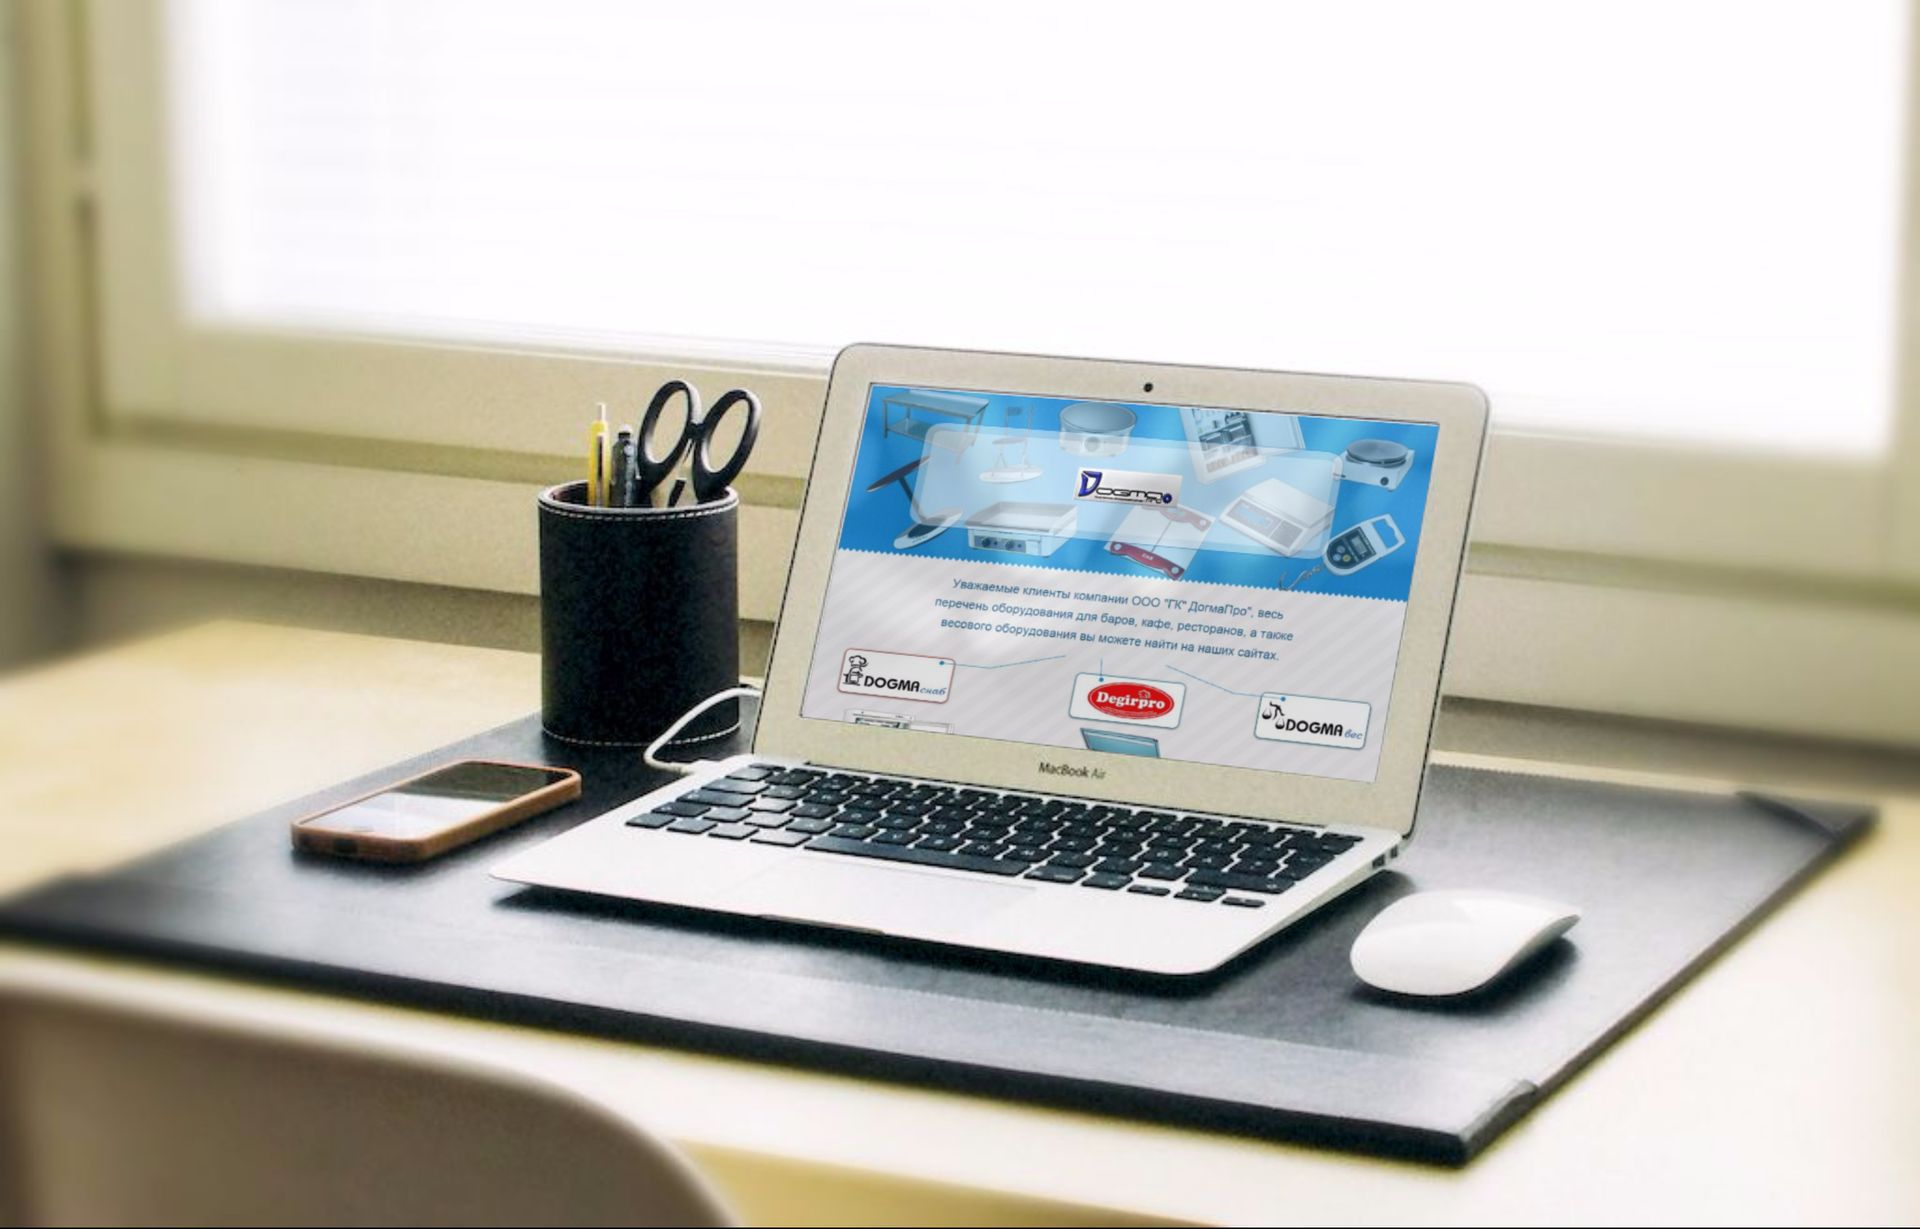 Dogma
Уважаемые клиенты компании ООО "ГК" ДогмаПро", весь
перечень оборудования для баров, кафе, ресторанов, а также
весового оборудования вы можете найти на наших сайтах.
DOGMA снаб
Degirpro
DOGMA вес
MacBook Air